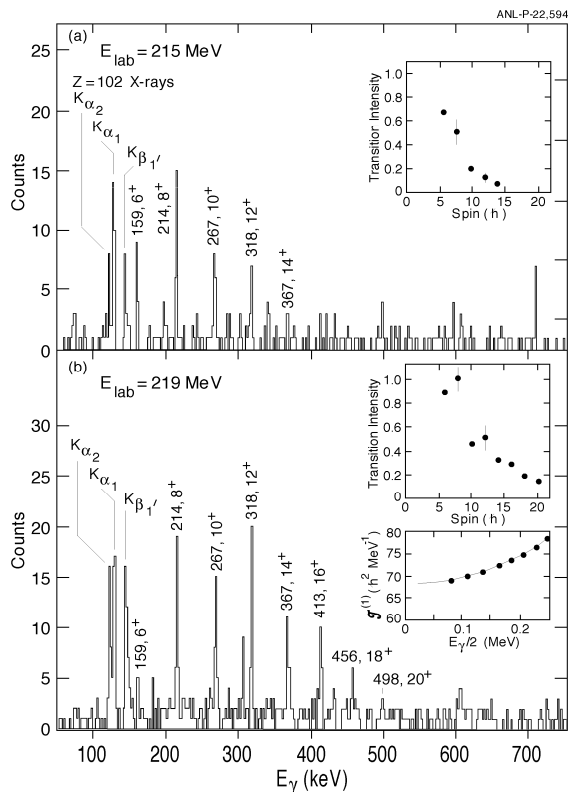 ANL-P-22,594
(a)
E_lab = 215 MeV
Z = 102 X-rays
Kα2
Kα1
Kβ1′
159, 6+
214, 8+
267, 10+
318, 12+
367, 14+
Counts
25
20
15
10
5
0
Transition Intensity
1.0
0.8
0.6
0.4
0.2
0
0 5 10 15 20
Spin ( h )
(b)
E_lab = 219 MeV
Kα2
Kα1
Kβ1′
159, 6+
214, 8+
267, 10+
318, 12+
367, 14+
413, 16+
456, 18+
498, 20+
Counts
30
25
20
15
10
5
0
Transition Intensity
1.0
0.8
0.6
0.4
0.2
0
0 5 10 15 20
Spin ( h )
𝒥(1) (h2 MeV-1)
80
75
70
65
60
0 0.1 0.2
Eγ/2 (MeV)
100 200 300 400 500 600 700
Eγ (keV)